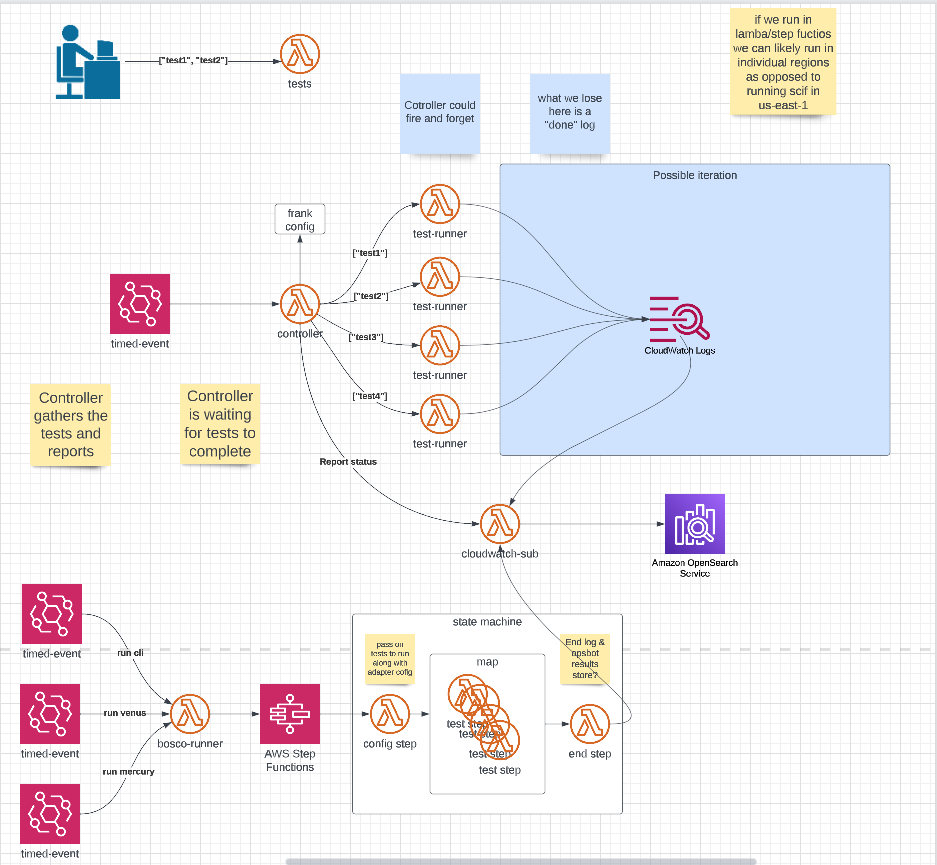 ["test1", "test2"]
tests
Cotroller could
fire and forget
what we lose
here is a
"done" log
if we run in
lamba/step fuctios
we can likely run in
individual regions
as opposed to
running scif in
us-east-1
Possible iteration
frank
config
test-runner
["test1"]
["test2"]
test-runner
timed-event
controller
["test3"]
test-runner
["test4"]
test-runner
CloudWatch Logs
Controller
gathers the
tests and
reports
Controller
is waiting
for tests to
complete
Report status
cloudwatch-sub
Amazon OpenSearch
Service
timed-event
run cli
timed-event
run venus
run mercury
timed-event
bosco-runner
AWS Step
Functions
state machine
pass on
tests to run
along with
adapter cofig
config step
map
test step
test step
test step
test step
End log &
opsbot
results
store?
end step